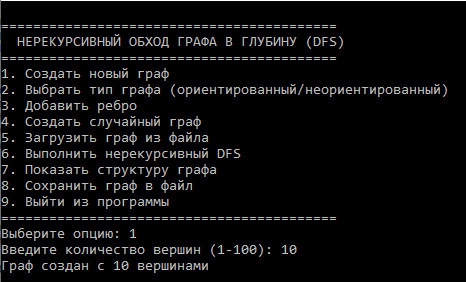 ========================================
НЕРЕКУРСИВНЫЙ ОБХОД ГРАФА В ГЛУБИНУ (DFS)
========================================
1. Создать новый граф
2. Выбрать тип графа (ориентированный/неориентированный)
3. Добавить ребро
4. Создать случайный граф
5. Загрузить граф из файла
6. Выполнить нерекурсивный DFS
7. Показать структуру графа
8. Сохранить граф в файл
9. Выйти из программы
========================================
Выберите опцию: 1
Введите количество вершин (1-100): 10
Граф создан с 10 вершинами